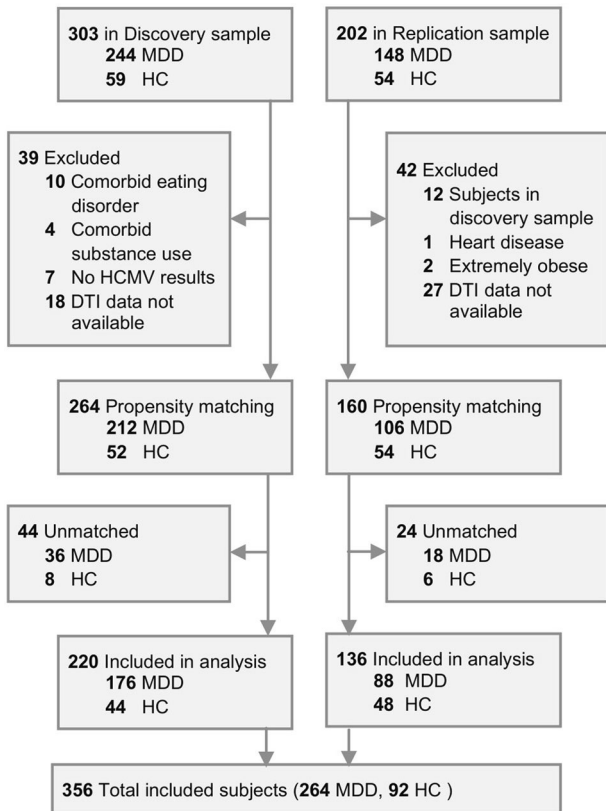 303 in Discovery sample
244 MDD
59 HC
202 in Replication sample
148 MDD
54 HC
39 Excluded
10 Comorbid eating
disorder
4 Comorbid
substance use
7 No HCMV results
18 DTI data not
available
42 Excluded
12 Subjects in
discovery sample
1 Heart disease
2 Extremely obese
27 DTI data not
available
264 Propensity matching
212 MDD
52 HC
160 Propensity matching
106 MDD
54 HC
44 Unmatched
36 MDD
8 HC
24 Unmatched
18 MDD
6 HC
220 Included in analysis
176 MDD
44 HC
136 Included in analysis
88 MDD
48 HC
356 Total included subjects (264 MDD, 92 HC )